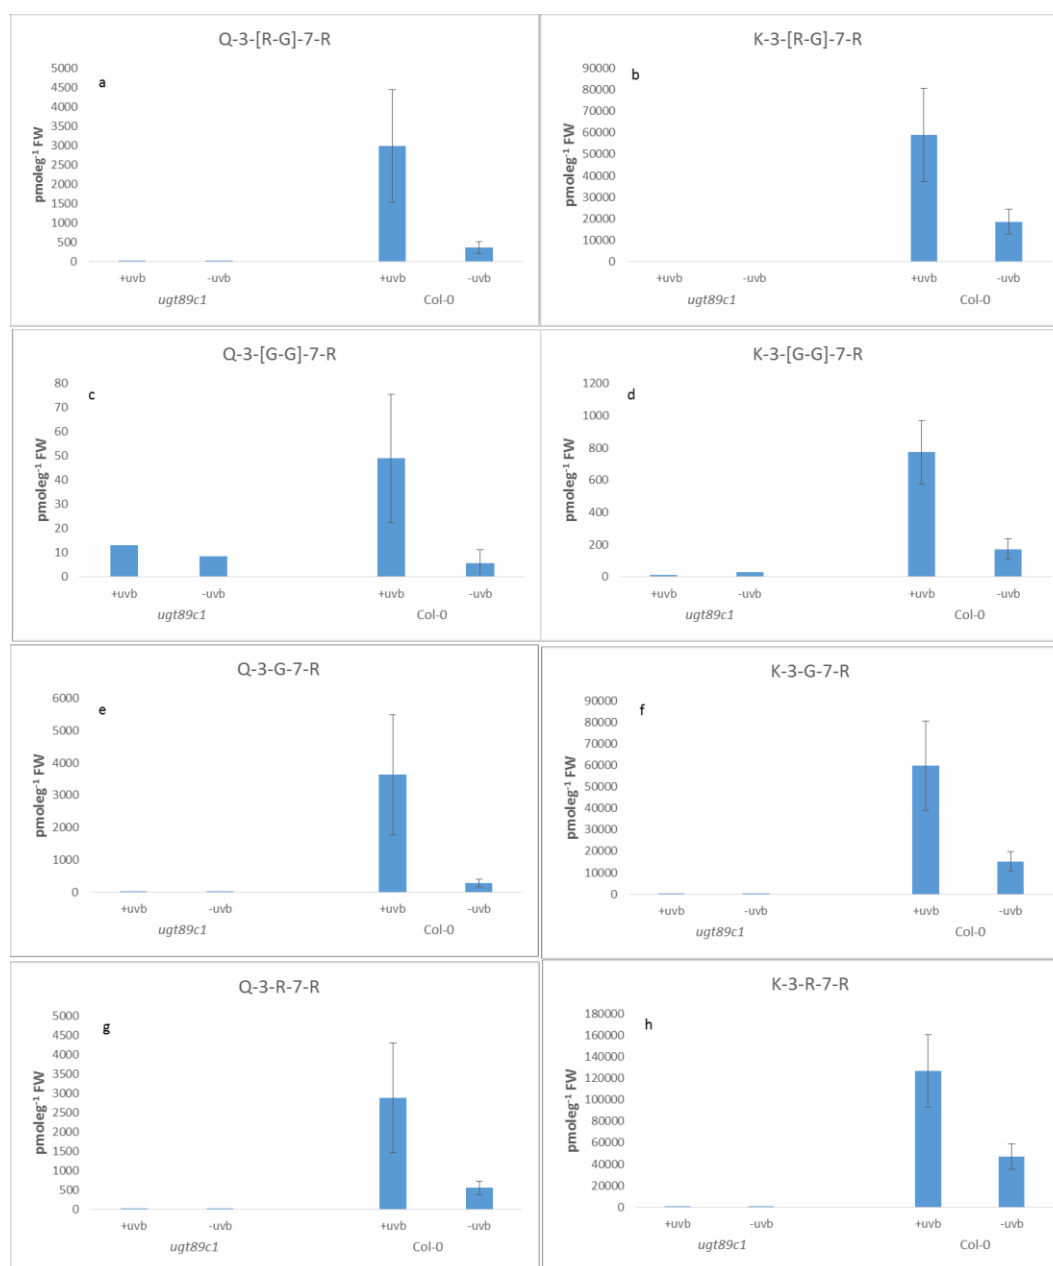 Q-3-[R-G]-7-R
a
pmoleg-1 FW
5000
4500
4000
3500
3000
2500
2000
1500
1000
500
0
+uvb -uvb +uvb -uvb
ugt89c1 Col-0
K-3-[R-G]-7-R
b
pmoleg-1 FW
90000
80000
70000
60000
50000
40000
30000
20000
10000
0
+uvb -uvb +uvb -uvb
ugt89c1 Col-0
Q-3-[G-G]-7-R
c
pmoleg-1 FW
80
70
60
50
40
30
20
10
0
+uvb -uvb +uvb -uvb
ugt89c1 Col-0
K-3-[G-G]-7-R
d
pmoleg-1 FW
1200
1000
800
600
400
200
0
+uvb -uvb +uvb -uvb
ugt89c1 Col-0
Q-3-G-7-R
e
pmoleg-1 FW
6000
5000
4000
3000
2000
1000
0
+uvb -uvb +uvb -uvb
ugt89c1 Col-0
K-3-G-7-R
f
pmoleg-1 FW
90000
80000
70000
60000
50000
40000
30000
20000
10000
0
+uvb -uvb +uvb -uvb
ugt89c1 Col-0
Q-3-R-7-R
g
pmoleg-1 FW
5000
4500
4000
3500
3000
2500
2000
1500
1000
500
0
+uvb -uvb +uvb -uvb
ugt89c1 Col-0
K-3-R-7-R
h
pmoleg-1 FW
180000
160000
140000
120000
100000
80000
60000
40000
20000
0
+uvb -uvb +uvb -uvb
ugt89c1 Col-0